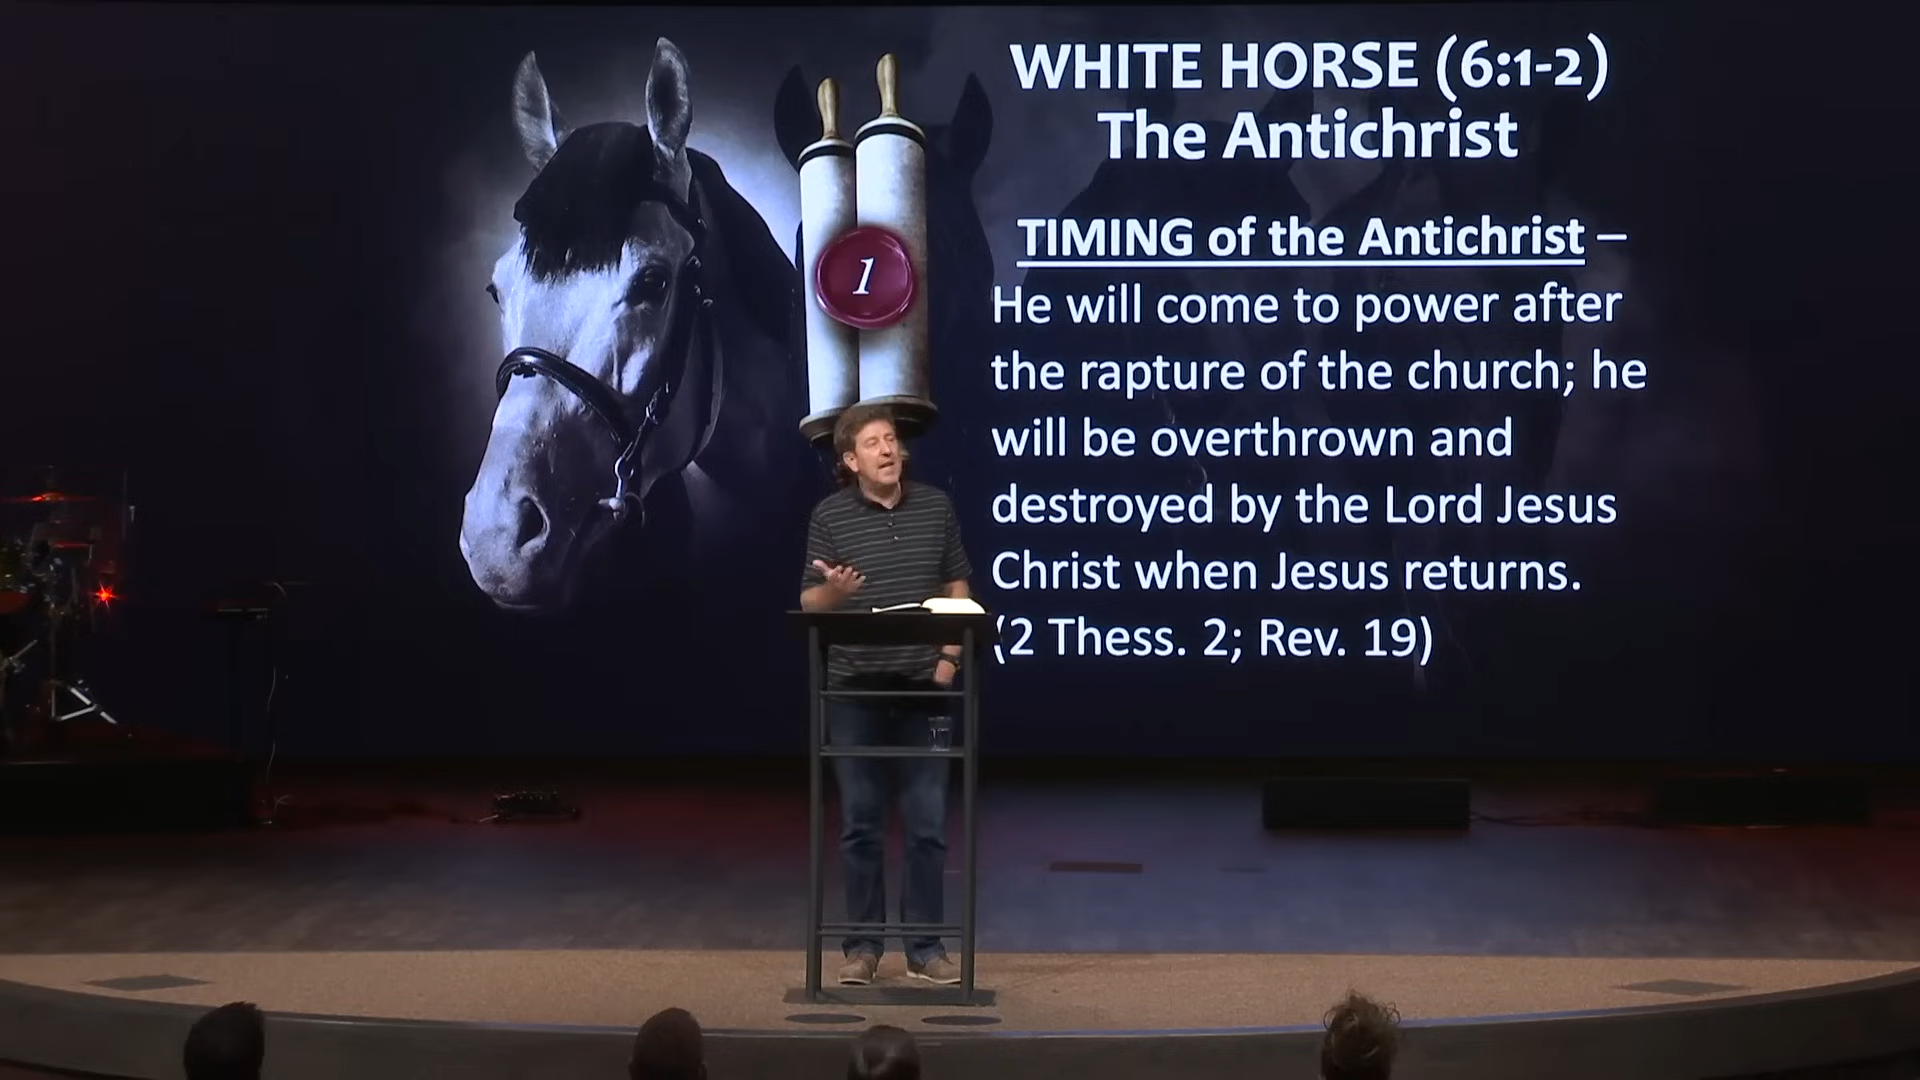 WHITE HORSE (6:1-2)
The Antichrist
TIMING of the Antichrist –
He will come to power after
the rapture of the church; he
will be overthrown and
destroyed by the Lord Jesus
Christ when Jesus returns.
(2 Thess. 2; Rev. 19)
1